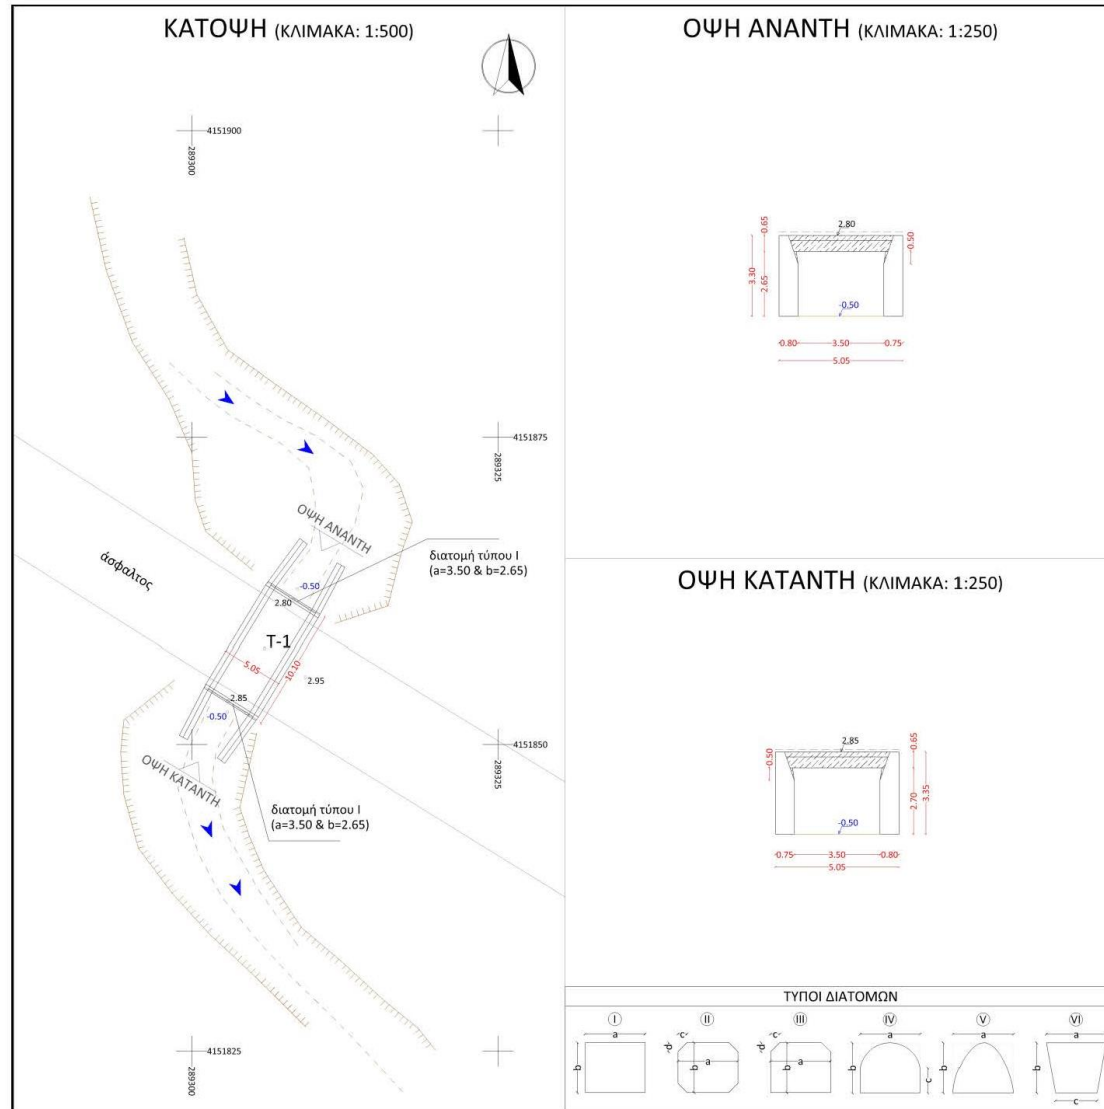 ΚΑΤΟΨΗ (ΚΛΙΜΑΚΑ: 1:500)
4151900
289300
4151875
289325
ΟΨΗ ΑΝΑΝΤΗ
διατομή τύπου Ι
(a=3.50 & b=2.65)
άσφαλτος
-0.50
2.80
T-1
5.05
10.10
2.95
2.85
-0.50
4151850
289325
ΟΨΗ ΚΑΤΑΝΤΗ
διατομή τύπου Ι
(a=3.50 & b=2.65)
4151825
289300
ΟΨΗ ΑΝΑΝΤΗ (ΚΛΙΜΑΚΑ: 1:250)
0.65
2.80
0.50
3.30
2.65
-0.50
0.80 3.50 0.75
5.05
ΟΨΗ ΚΑΤΑΝΤΗ (ΚΛΙΜΑΚΑ: 1:250)
2.85
0.65
0.50
2.70
3.35
-0.50
0.75 3.50 0.80
5.05
ΤΥΠΟΙ ΔΙΑΤΟΜΩΝ
I II III IV V VI
a c c a a a
d d
b b a b a b c b b
c